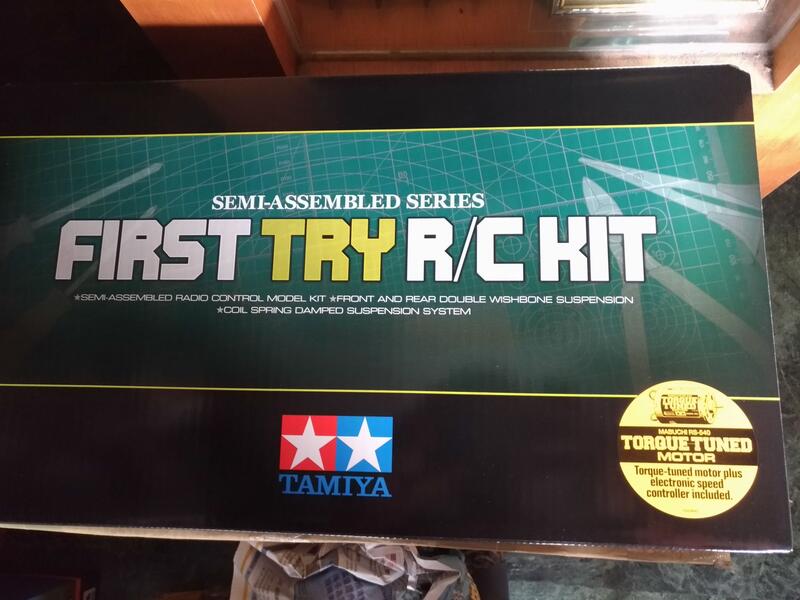 SEMI-ASSEMBLED SERIES
FIRST TRY R/C KIT
★SEMI-ASSEMBLED RADIO CONTROL MODEL KIT ★FRONT AND REAR DOUBLE WISHBONE SUSPENSION
★COIL SPRING DAMPED SUSPENSION SYSTEM
TAMIYA
TORQUE
TUNED
MABUCHI RS-540
TORQUE TUNED
MOTOR
Torque-tuned motor plus
electronic speed
controller included.